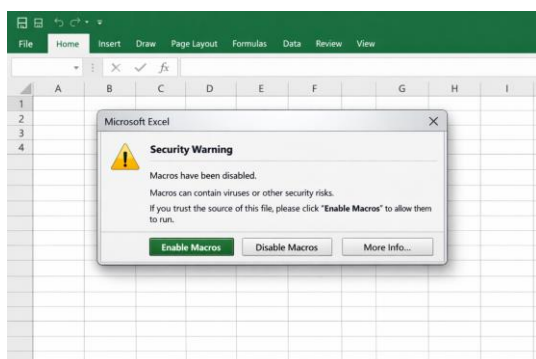 File Home Insert Draw Page Layout Formulas Data Review View
fx
A B C D E F G H I
1
2
3
4
Microsoft Excel
Security Warning
Macros have been disabled.
Macros can contain viruses or other security risks.
If you trust the source of this file, please click "Enable Macros" to allow them
to run.
Enable Macros Disable Macros More Info...